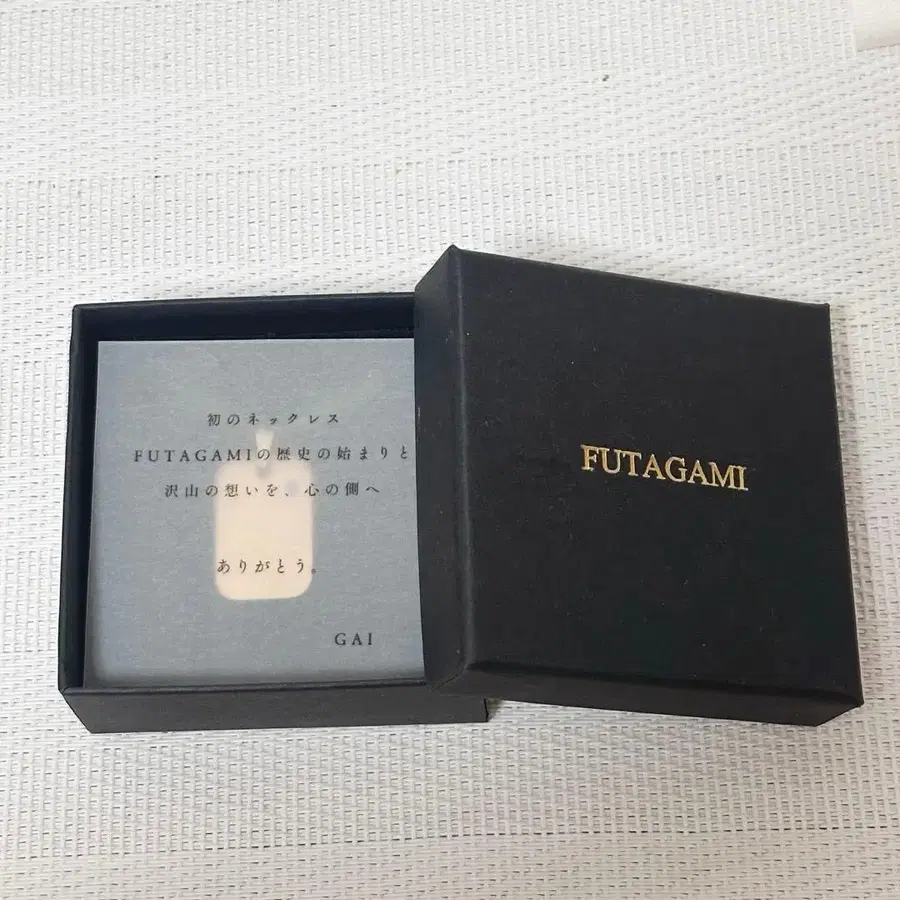 初のネックレス
FUTAGAMIの歴史の始まりと
沢山の想いを、心の側へ
ありがとう。
GAI
FUTAGAMI